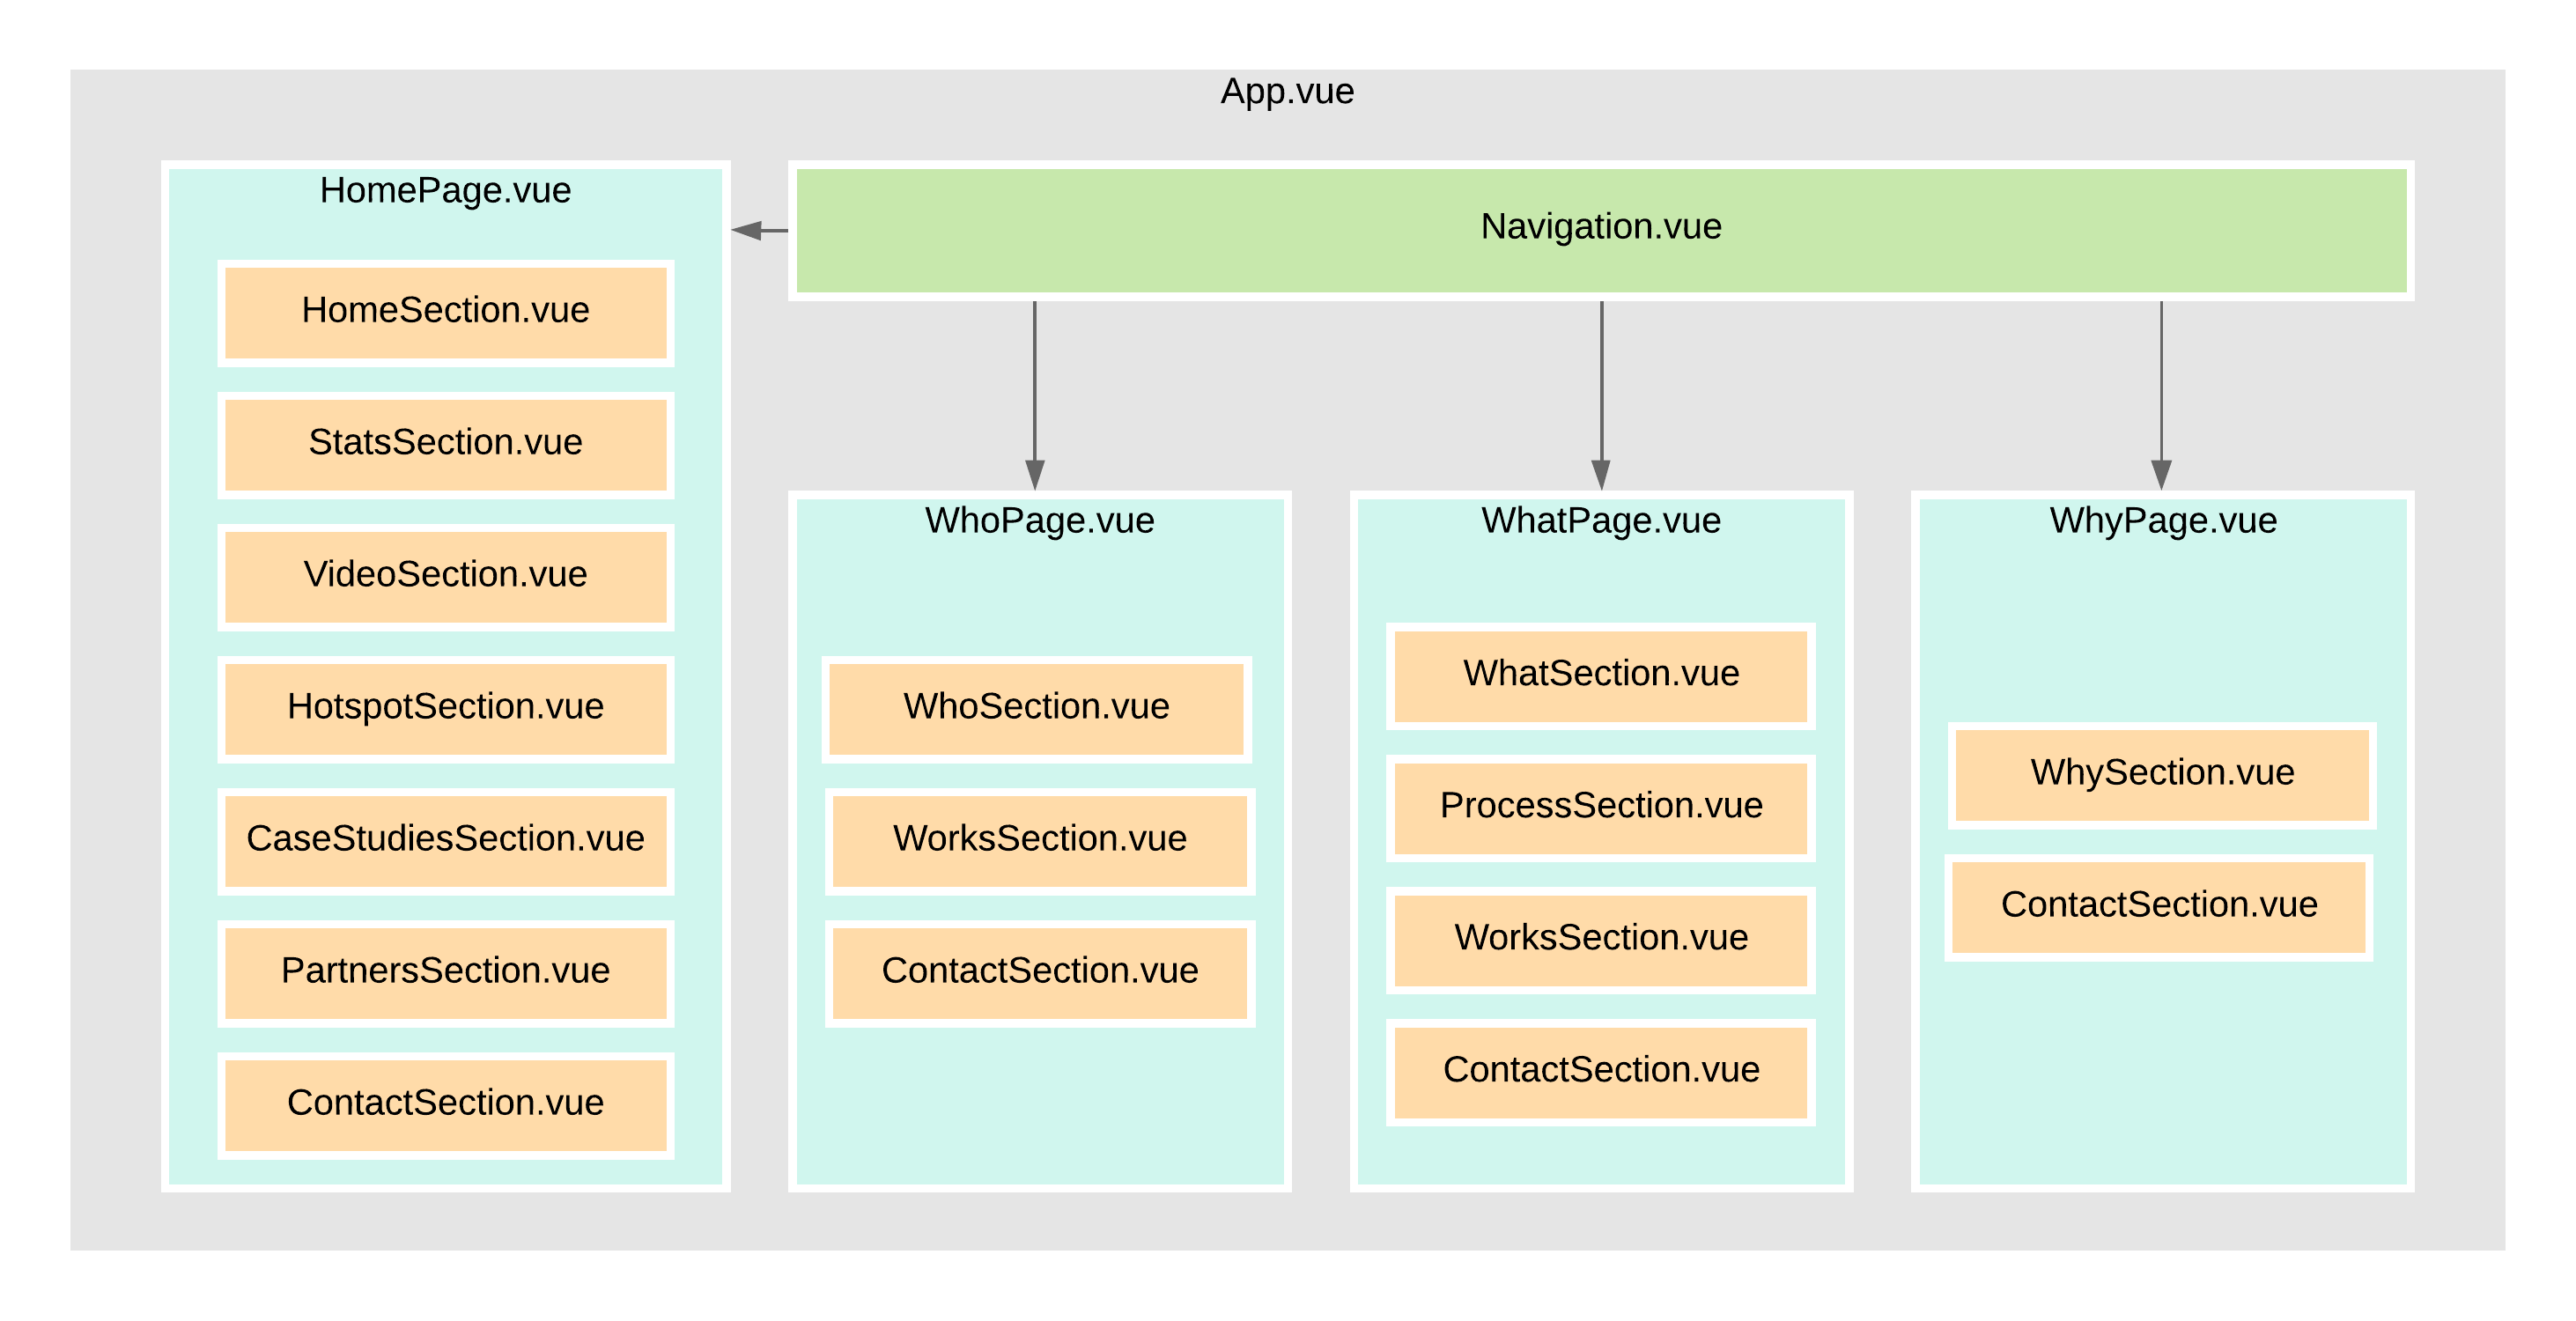 App.vue
HomePage.vue
HomeSection.vue
StatsSection.vue
VideoSection.vue
HotspotSection.vue
CaseStudiesSection.vue
PartnersSection.vue
ContactSection.vue
Navigation.vue
WhoPage.vue
WhoSection.vue
WorksSection.vue
ContactSection.vue
WhatPage.vue
WhatSection.vue
ProcessSection.vue
WorksSection.vue
ContactSection.vue
WhyPage.vue
WhySection.vue
ContactSection.vue